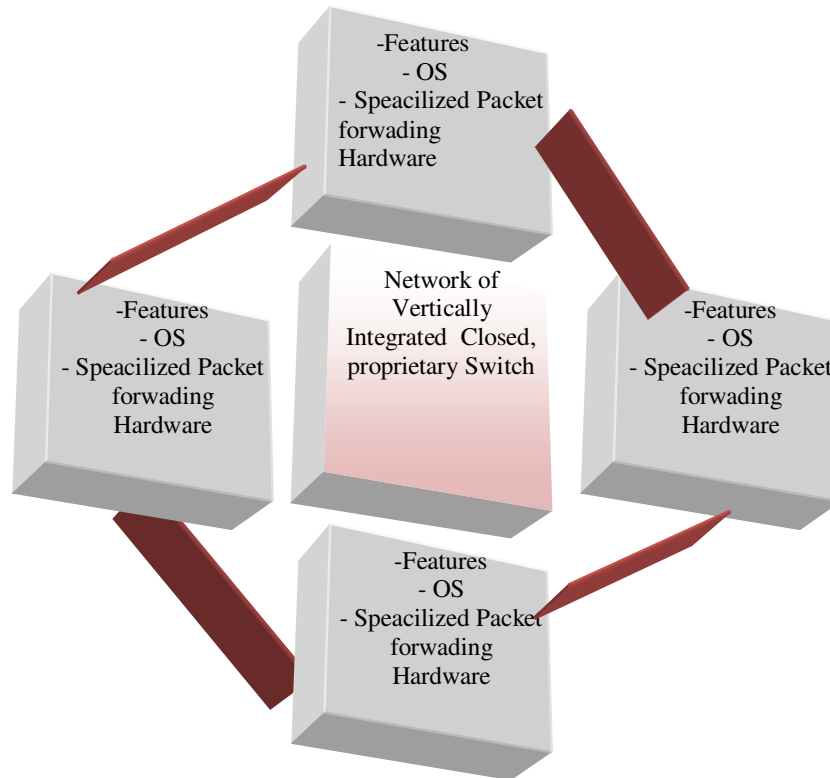 -Features
- OS
- Speacilized Packet
forwading
Hardware
Network of
Vertically
Integrated Closed,
proprietary Switch
-Features
- OS
- Speacilized Packet
forwading
Hardware
-Features
- OS
- Speacilized Packet
forwading
Hardware
-Features
- OS
- Speacilized Packet
forwading
Hardware